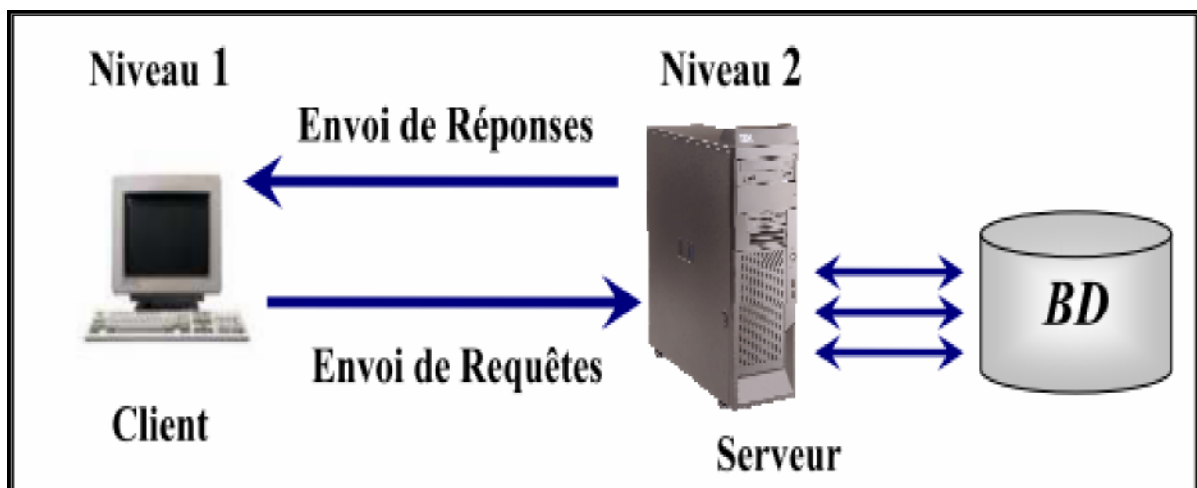 Niveau 1
Niveau 2
Envoi de Réponses
Envoi de Requêtes
BD
Client
Serveur